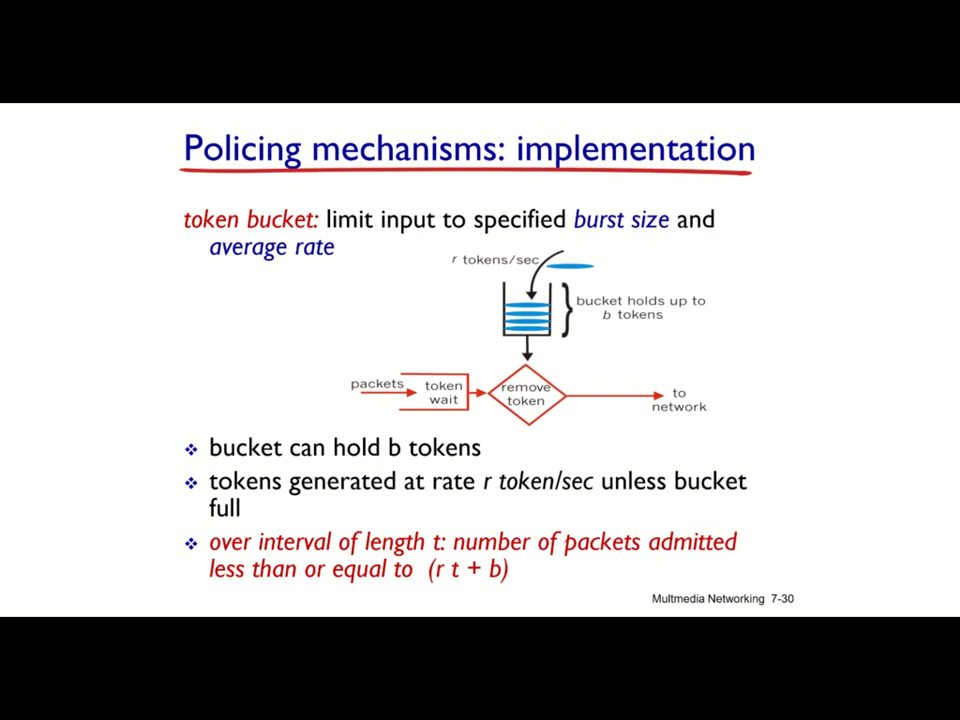 Policing mechanisms: implementation
token bucket: limit input to specified burst size and
average rate
r tokens/sec
bucket holds up to
b tokens
packets
token
wait
remove
token
to
network
❖ bucket can hold b tokens
❖ tokens generated at rate r token/sec unless bucket
full
❖ over interval of length t: number of packets admitted
less than or equal to (r t + b)
Multmedia Networking 7-30